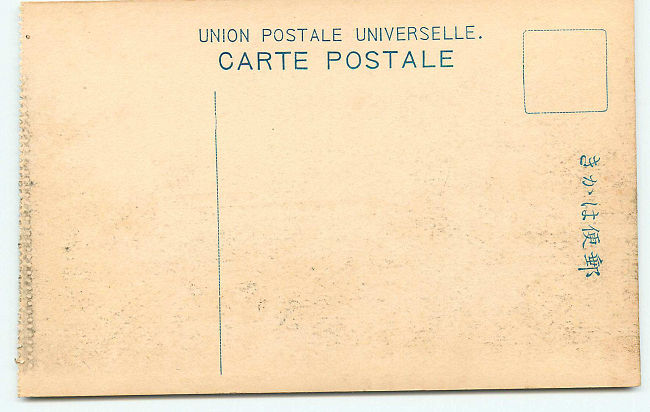 UNION POSTALE UNIVERSELLE.
CARTE POSTALE
郵便はかき